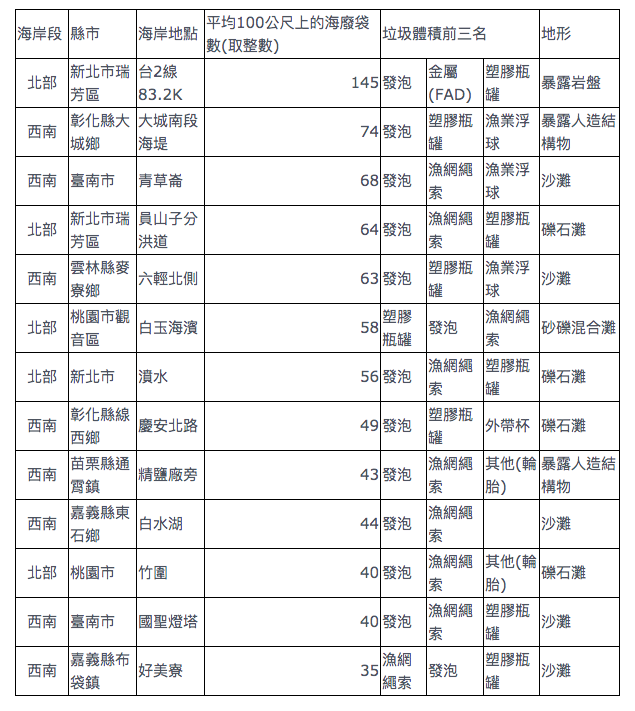 海岸段 縣市 海岸地點 平均100公尺上的海廢袋數(取整數) 垃圾體積前三名 地形
北部 新北市瑞芳區 台2線83.2K 145 發泡 金屬(FAD) 塑膠瓶罐 暴露岩盤
西南 彰化縣大城鄉 大城南段海堤 74 發泡 塑膠瓶罐 漁業浮球 暴露人造結構物
西南 臺南市 青草崙 68 發泡 漁網繩索 漁業浮球 沙灘
北部 新北市瑞芳區 員山子分洪道 64 發泡 漁網繩索 塑膠瓶罐 礫石灘
西南 雲林縣麥寮鄉 六輕北側 63 發泡 塑膠瓶罐 漁業浮球 沙灘
北部 桃園市觀音區 白玉海濱 58 塑膠瓶罐 發泡 漁網繩索 砂礫混合灘
北部 新北市 濆水 56 發泡 漁網繩索 塑膠瓶罐 礫石灘
西南 彰化縣線西鄉 慶安北路 49 發泡 塑膠瓶罐 外帶杯 礫石灘
西南 苗栗縣通霄鎮 精鹽廠旁 43 發泡 漁網繩索 其他(輪胎) 暴露人造結構物
西南 嘉義縣東石鄉 白水湖 44 發泡 漁網繩索 沙灘
北部 桃園市 竹圍 40 發泡 漁網繩索 其他(輪胎) 礫石灘
西南 臺南市 國聖燈塔 40 發泡 漁網繩索 塑膠瓶罐 沙灘
西南 嘉義縣布袋鎮 好美寮 35 漁網繩索 發泡 塑膠瓶罐 沙灘